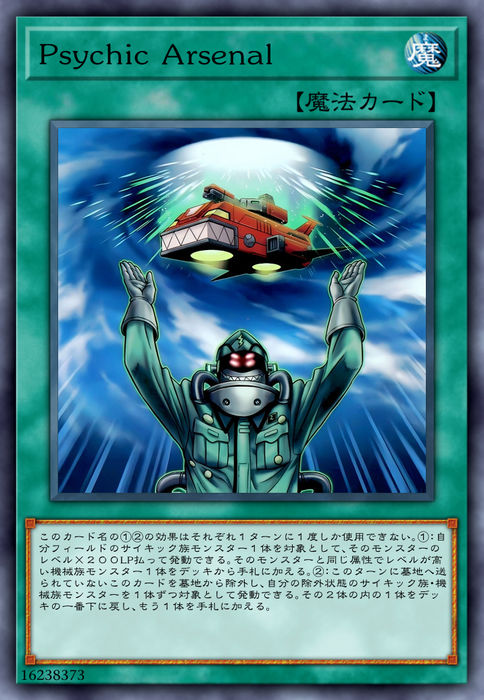 Psychic Arsenal
魔
【魔法カード】
このカード名の①②の効果はそれぞれ１ターンに１度しか使用できない。①：自
分フィールドのサイキック族モンスター１体を対象として、そのモンスターの
レベル×２００LP払って発動できる。そのモンスターと同じ属性でレベルが高
い機械族モンスター１体をデッキから手札に加える。②：このターンに墓地へ送
られていないこのカードを墓地から除外し、自分の除外状態のサイキック族・機
械族モンスターを１体ずつ対象として発動できる。その２体の内の１体をデッ
キの一番下に戻し、もう１体を手札に加える。
16238373